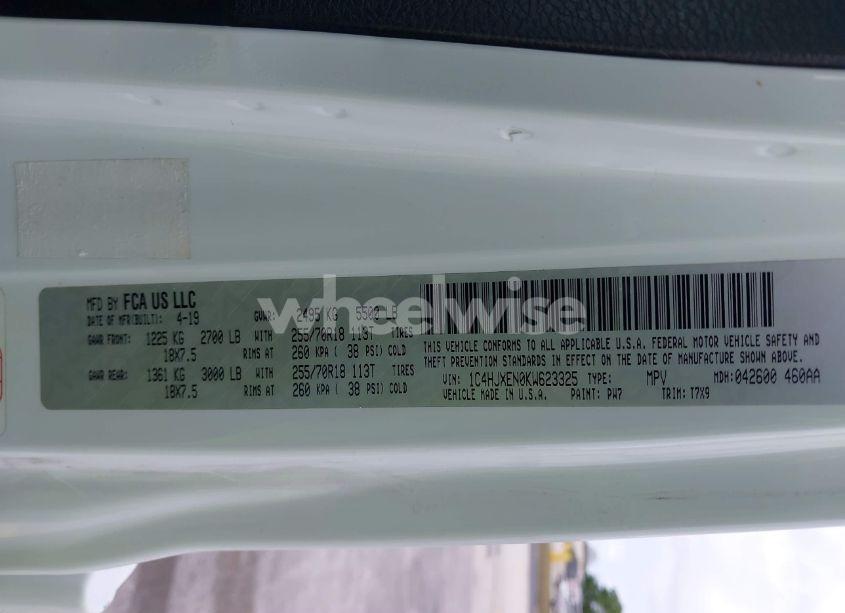 MFD BY FCA US LLC
DATE OF MFR(BUILT): 4-19 GVWR: 2495 KG 5500 LB
GAWR FRONT: 1225 KG 2700 LB WITH 255/70R18 113T TIRES
18X7.5 RIMS AT 260 KPA ( 38 PSI) COLD
GAWR REAR: 1361 KG 3000 LB WITH 255/70R18 113T TIRES
18X7.5 RIMS AT 260 KPA ( 38 PSI) COLD
THIS VEHICLE CONFORMS TO ALL APPLICABLE U.S.A. FEDERAL MOTOR VEHICLE SAFETY AND
THEFT PREVENTION STANDARDS IN EFFECT ON THE DATE OF MANUFACTURE SHOWN ABOVE.
VIN: 1C4HJXEN0KW623325 TYPE: MPV MDH: 042600 460AA
VEHICLE MADE IN U.S.A. PAINT: PW7 TRIM: T7X9
wheelwise